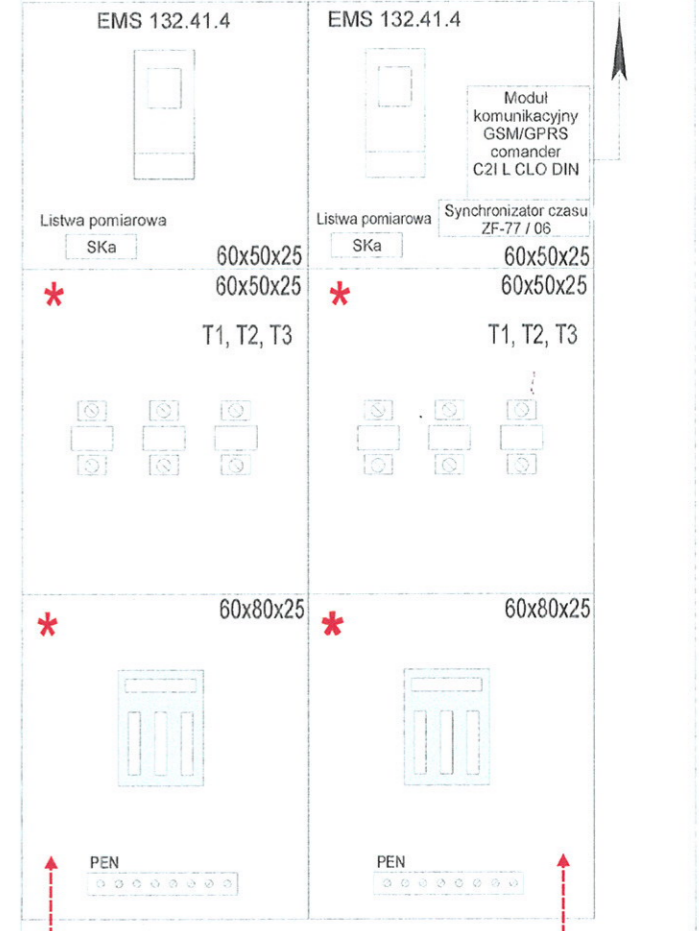 EMS 132.41.4
EMS 132.41.4
Moduł
komunikacyjny
GSM/GPRS
comander
C2I L CLO DIN
Listwa pomiarowa
SKa
60x50x25
Listwa pomiarowa
SKa
Synchronizator czasu
ZF-77 / 06
60x50x25
* 60x50x25
T1, T2, T3
* 60x50x25
T1, T2, T3
* 60x80x25
PEN
* 60x80x25
PEN